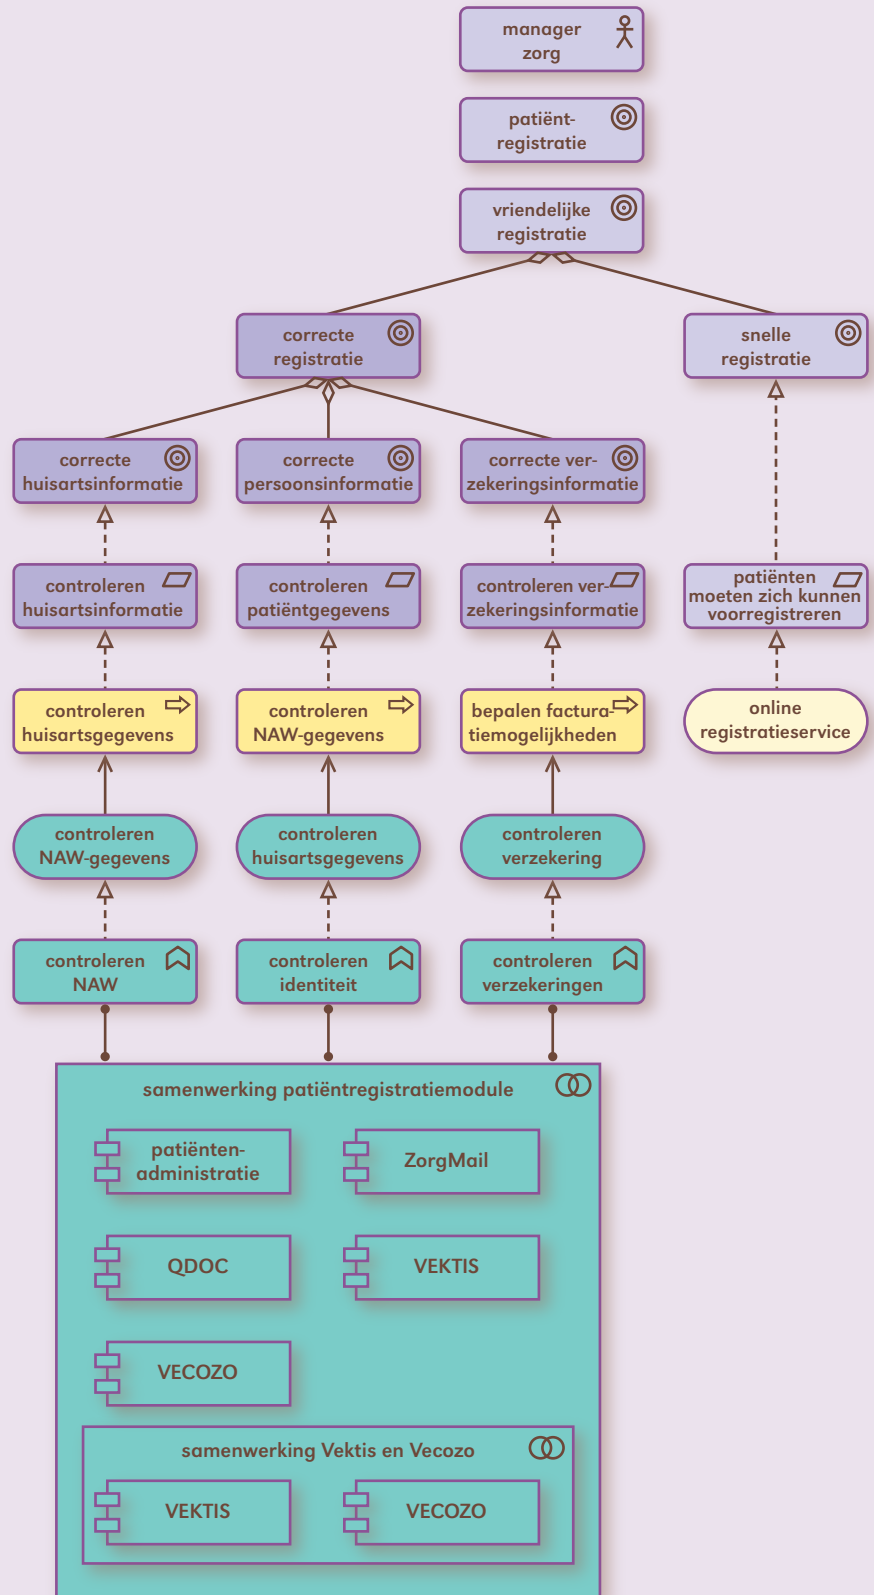 manager
zorg
patiënt-
registratie
vriendelijke
registratie
correcte
registratie
snelle
registratie
correcte
huisartsinformatie
correcte
persoonsinformatie
correcte ver-
zekeringsinformatie
controleren
huisartsinformatie
controleren
patiëntgegevens
controleren ver-
zekeringsinformatie
patiënten
moeten zich kunnen
voorregistreren
controleren
huisartsgegevens
controleren
NAW-gegevens
bepalen factura-
tiemogelijkheden
online
registratieservice
controleren
NAW-gegevens
controleren
huisartsgegevens
controleren
verzekering
controleren
NAW
controleren
identiteit
controleren
verzekeringen
samenwerking patiëntregistratiemodule
patiënten-
administratie
ZorgMail
QDOC
VEKTIS
VECOZO
samenwerking Vektis en Vecozo
VEKTIS
VECOZO